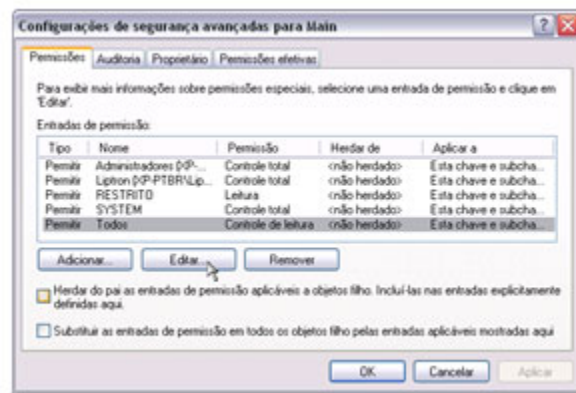 Configurações de segurança avançadas para Main
Permissões Auditoria Proprietário Permissões efetivas
Para exibir mais informações sobre permissões especiais, selecione uma entrada de permissão e clique em
'Editar'.
Entradas de permissão:
Tipo Nome Permissão Herdar de Aplicar a
Permitir Administradores (XP-... Controle total <não herdado> Esta chave e subcha...
Permitir Liptron (XP-PTBR\Lip... Controle total <não herdado> Esta chave e subcha...
Permitir RESTRITO Leitura <não herdado> Esta chave e subcha...
Permitir SYSTEM Controle total <não herdado> Esta chave e subcha...
Permitir Todos Controle de leitura <não herdado> Esta chave e subcha...
Adicionar... Editar... Remover
Herdar do pai as entradas de permissão aplicáveis a objetos filho. Incluí-las nas entradas explicitamente
definidas aqui.
Substituir as entradas de permissão em todos os objetos filho pelas entradas aplicáveis mostradas aqui
OK Cancelar Aplicar